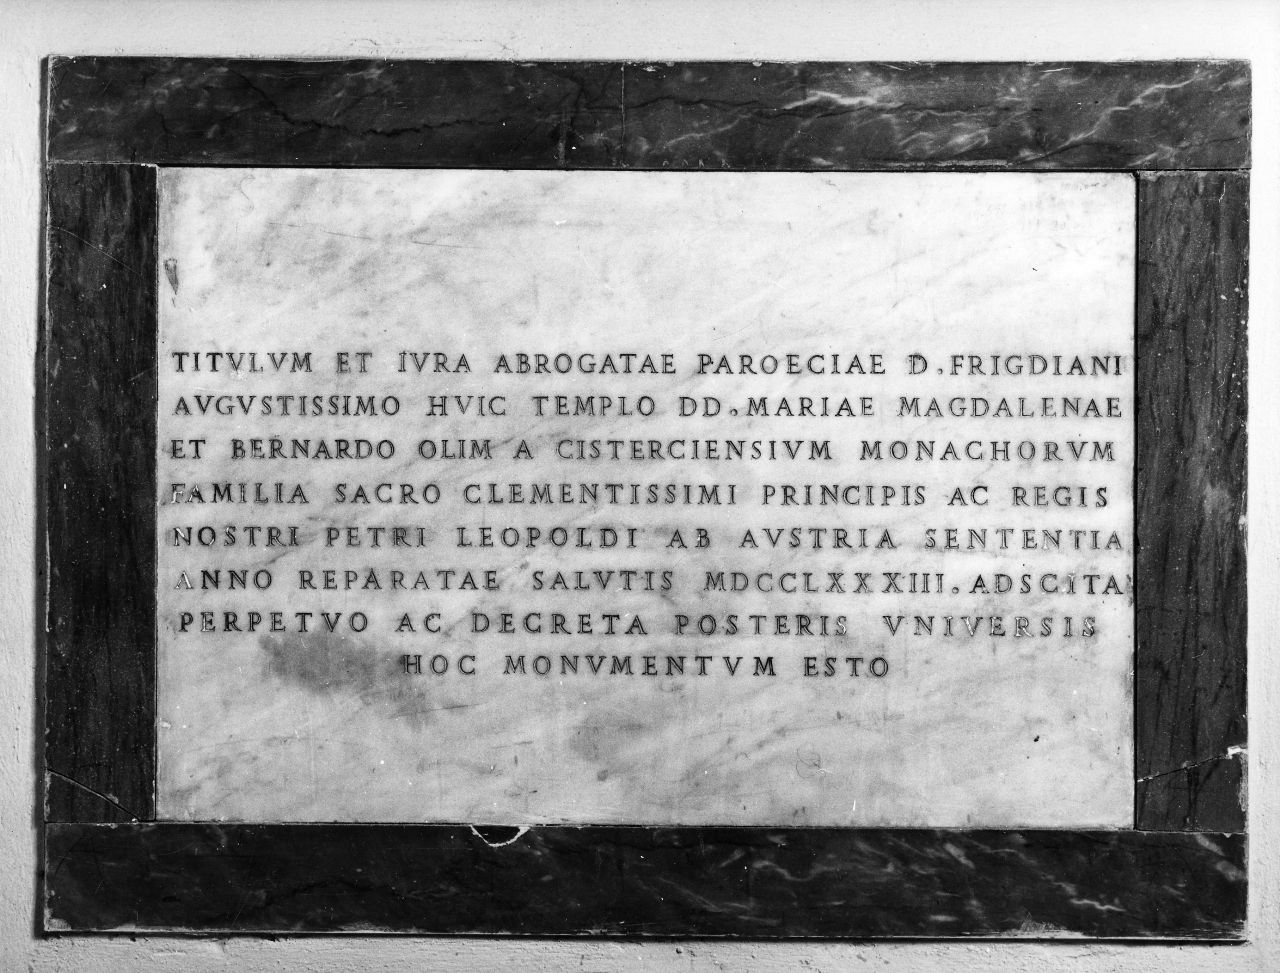 TITVLVM ET IVRA ABROGATAE PAROECIAE D.FRIGDIANI
AVGVSTISSIMO HVIC TEMPLO DD.MARIAE MAGDALENAE
ET BERNARDO OLIM A CISTERCIENSIVM MONACHORVM
FAMILIA SACRO CLEMENTISSIMI PRINCIPIS AC REGIS
NOSTRI PETRI LEOPOLDI AB AVSTRIA SENTENTIA
ANNO REPARATAE SALVTIS MDCCLXXXIII.ADSCITA
PERPETVO AC DECRETA POSTERIS VNIVERSIS
HOC MONVMENTVM ESTO